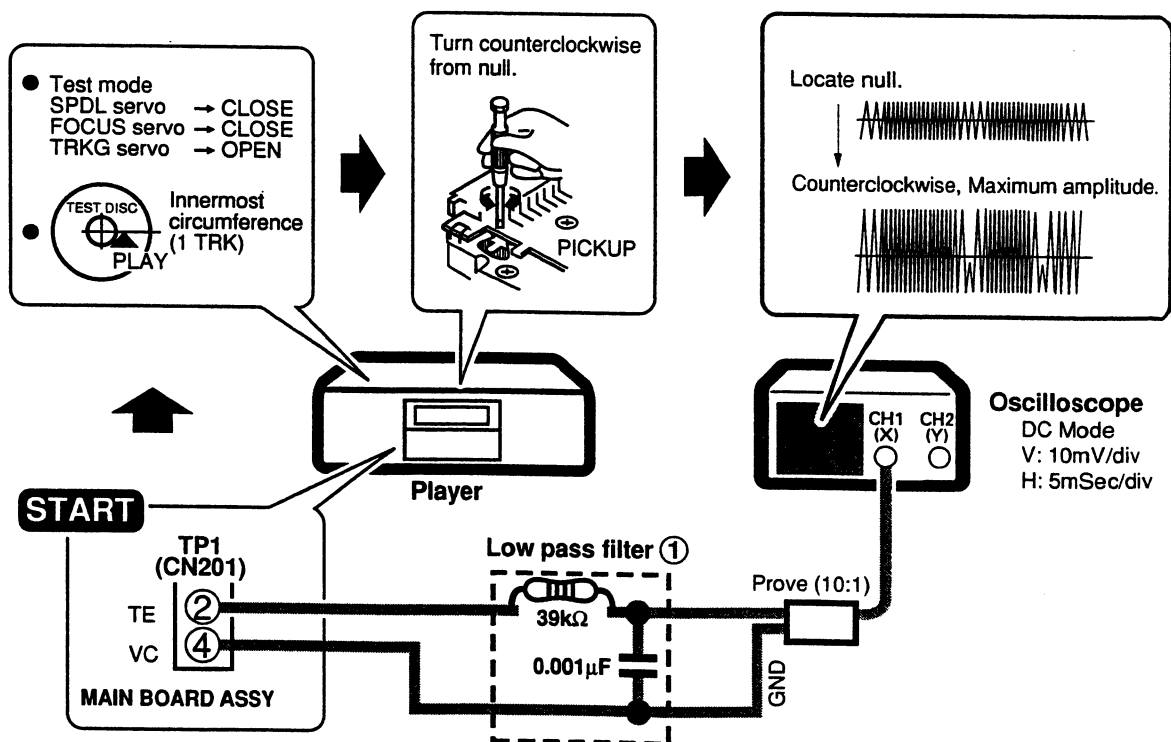 ● Test mode
SPDL servo → CLOSE
FOCUS servo → CLOSE
TRKG servo → OPEN
● TEST DISC
PLAY
Innermost
circumference
(1 TRK)
Turn counterclockwise
from null.
PICKUP
Locate null.
Counterclockwise, Maximum amplitude.
Player
CH1
(X)
CH2
(Y)
Oscilloscope
DC Mode
V: 10mV/div
H: 5mSec/div
START
TP1
(CN201)
TE ②
VC ④
MAIN BOARD ASSY
Low pass filter ①
39kΩ
0.001μF
Prove (10:1)
GND